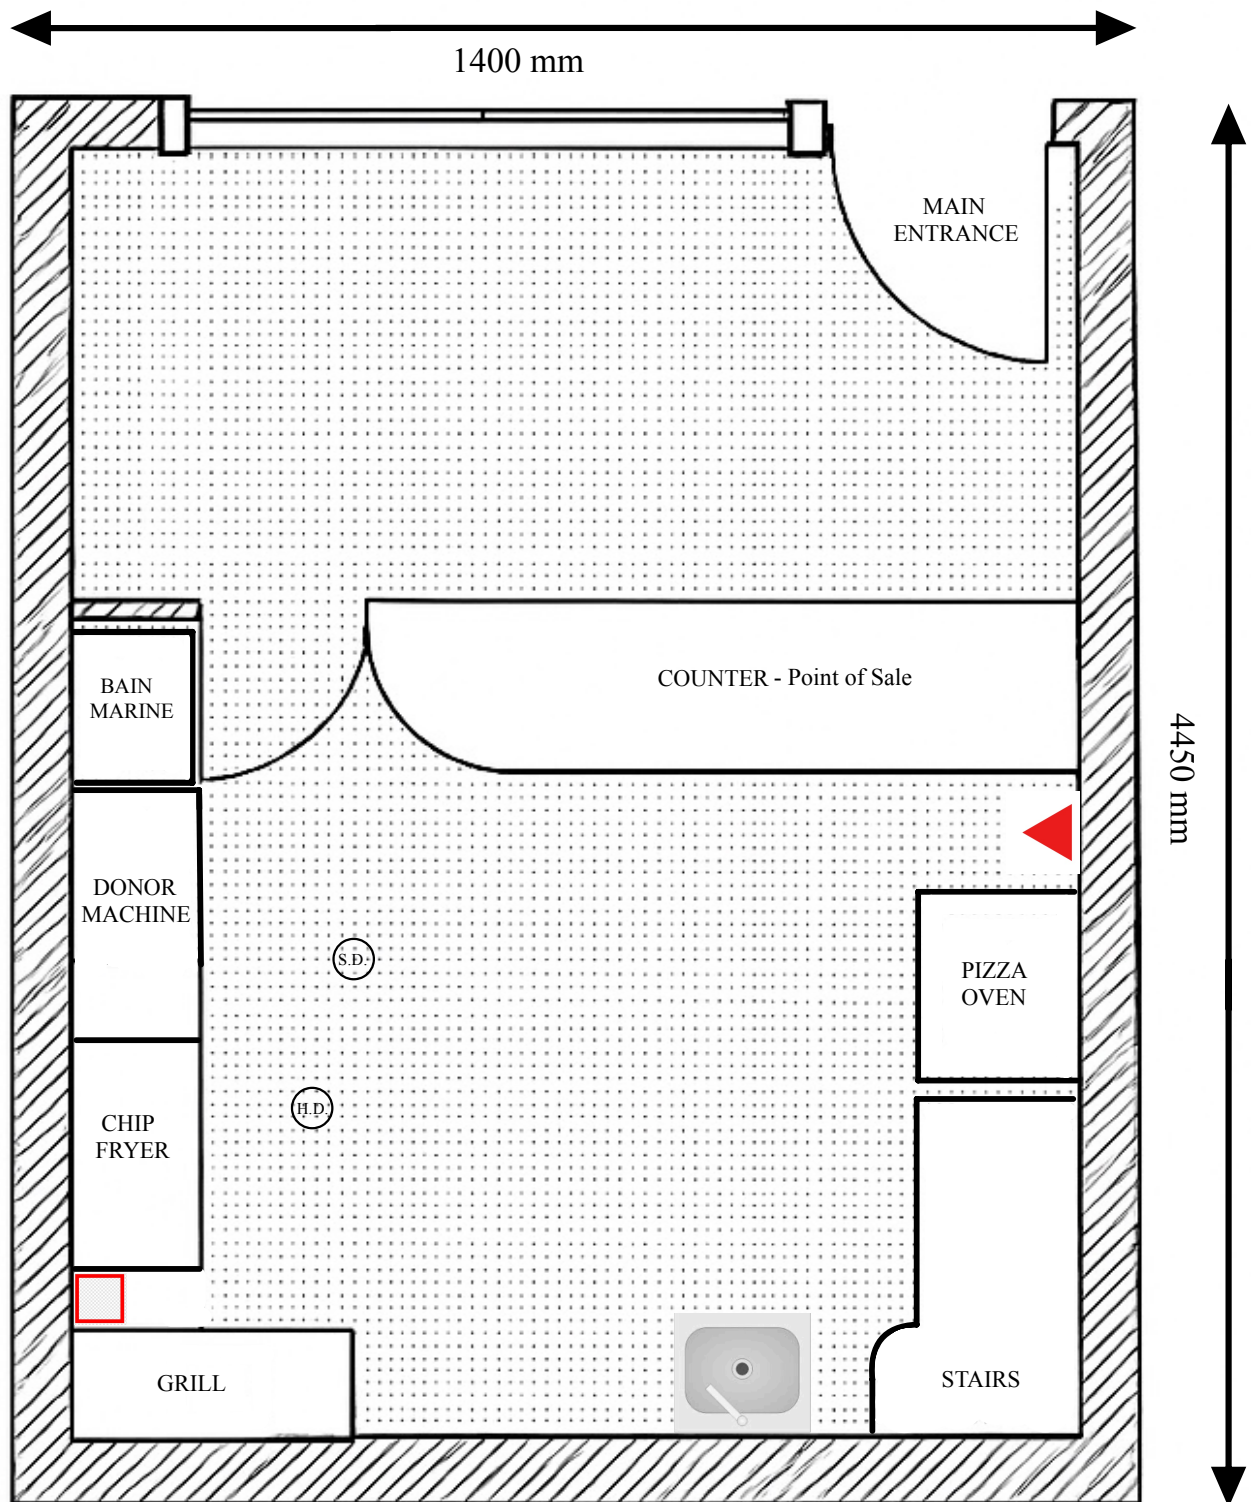 1400 mm
MAIN
ENTRANCE
BAIN
MARINE
COUNTER - Point of Sale
4450 mm
DONOR
MACHINE
S.D.
PIZZA
OVEN
H.D.
CHIP
FRYER
GRILL
STAIRS